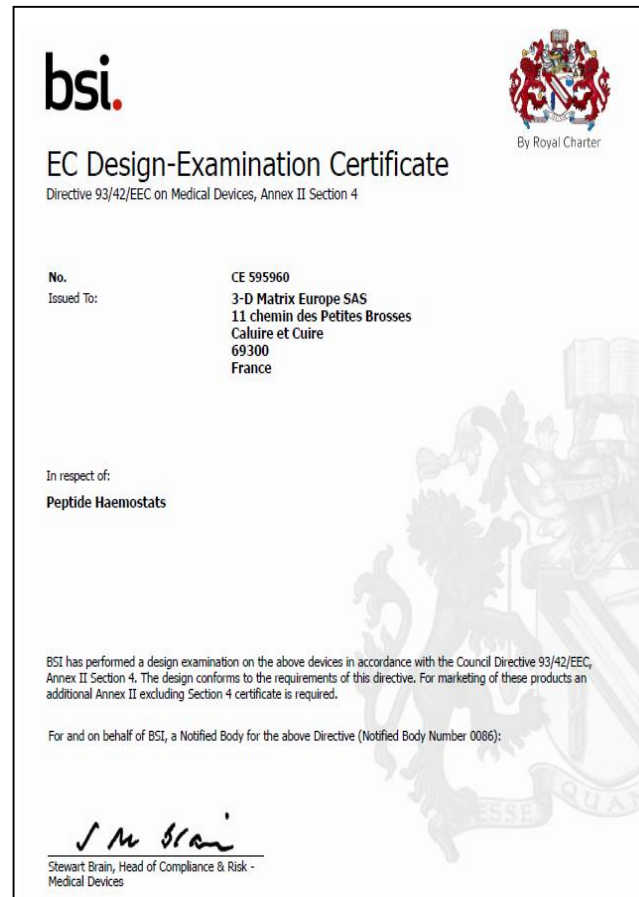 bsi.
By Royal Charter
EC Design-Examination Certificate
Directive 93/42/EEC on Medical Devices, Annex II Section 4
No. CE 595960
Issued To: 3-D Matrix Europe SAS
11 chemin des Petites Brosses
Caluire et Cuire
69300
France
In respect of:
Peptide Haemostats
BSI has performed a design examination on the above devices in accordance with the Council Directive 93/42/EEC,
Annex II Section 4. The design conforms to the requirements of this directive. For marketing of these products an
additional Annex II excluding Section 4 certificate is required.
For and on behalf of BSI, a Notified Body for the above Directive (Notified Body Number 0086):
ESSE QUAM
Stewart Brain, Head of Compliance & Risk -
Medical Devices